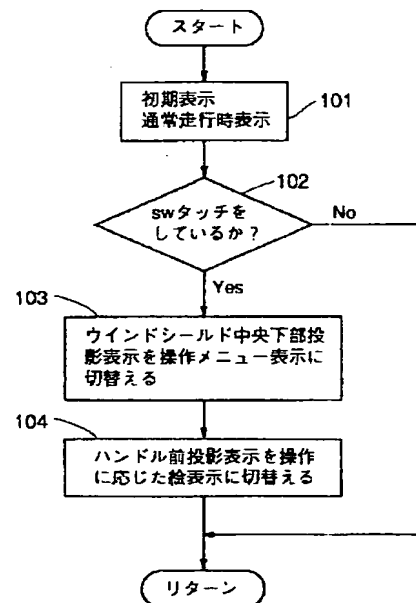 スタート
初期表示
通常走行時表示
101
102
swタッチを
しているか?
No
Yes
103
ウインドシールド中央下部投
影表示を操作メニュー表示に
切替える
104
ハンドル前投影表示を操作
に応じた絵表示に切替える
リターン